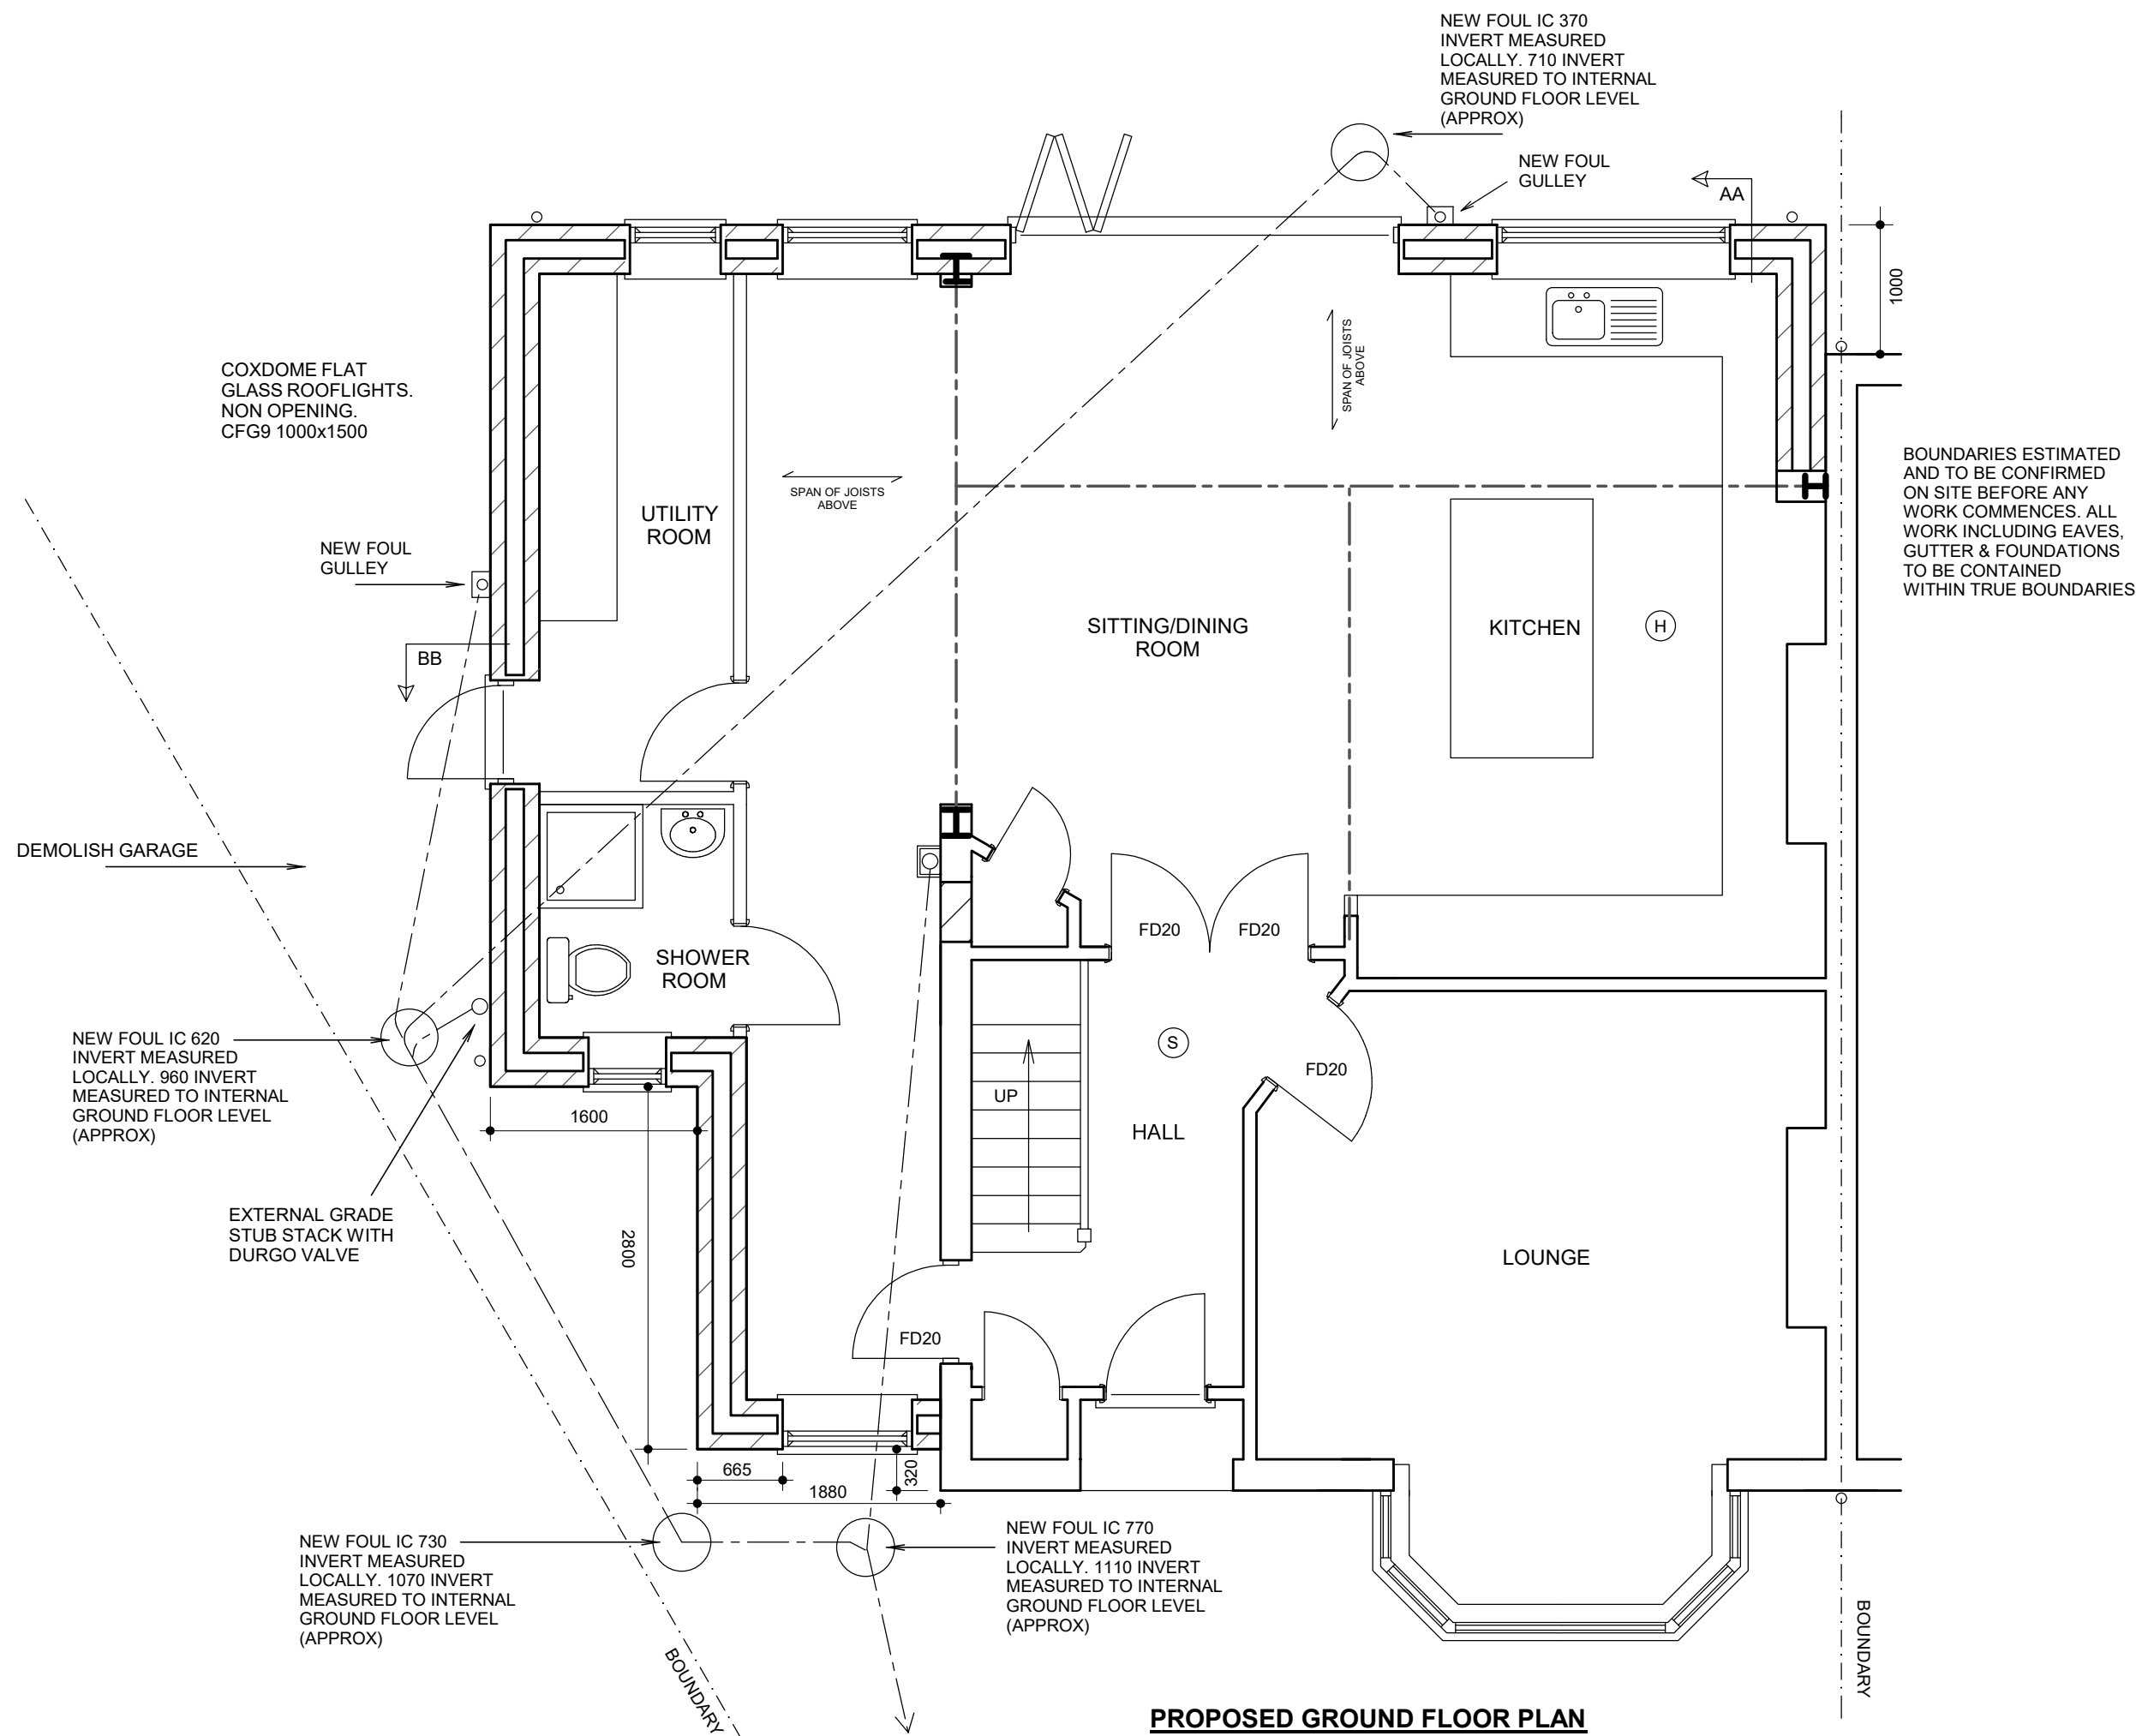 NEW FOUL IC 370
INVERT MEASURED
LOCALLY. 710 INVERT
MEASURED TO INTERNAL
GROUND FLOOR LEVEL
(APPROX)
NEW FOUL
GULLEY
AA
1000
COXDOME FLAT
GLASS ROOFLIGHTS.
NON OPENING.
CFG9 1000x1500
SPAN OF JOISTS
ABOVE
BOUNDARIES ESTIMATED
AND TO BE CONFIRMED
ON SITE BEFORE ANY
WORK COMMENCES. ALL
WORK INCLUDING EAVES,
GUTTER & FOUNDATIONS
TO BE CONTAINED
WITHIN TRUE BOUNDARIES
SPAN OF JOISTS
ABOVE
UTILITY
ROOM
NEW FOUL
GULLEY
SITTING/DINING
ROOM
KITCHEN
H
BB
DEMOLISH GARAGE
FD20
FD20
SHOWER
ROOM
NEW FOUL IC 620
INVERT MEASURED
LOCALLY. 960 INVERT
MEASURED TO INTERNAL
GROUND FLOOR LEVEL
(APPROX)
S
FD20
UP
1600
HALL
EXTERNAL GRADE
STUB STACK WITH
DURGO VALVE
2800
LOUNGE
FD20
665
320
1880
NEW FOUL IC 730
INVERT MEASURED
LOCALLY. 1070 INVERT
MEASURED TO INTERNAL
GROUND FLOOR LEVEL
(APPROX)
NEW FOUL IC 770
INVERT MEASURED
LOCALLY. 1110 INVERT
MEASURED TO INTERNAL
GROUND FLOOR LEVEL
(APPROX)
BOUNDARY
BOUNDARY
PROPOSED GROUND FLOOR PLAN